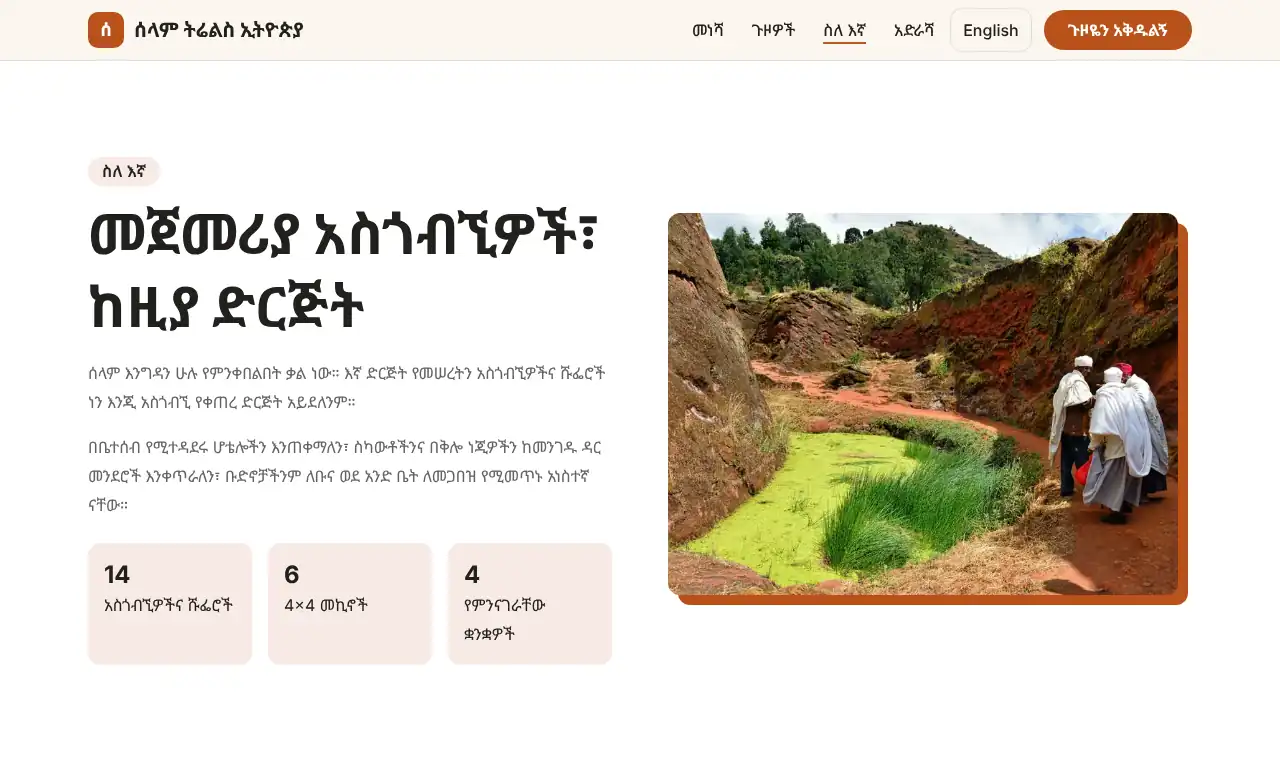 ሰ
ሰላም ትሬልስ ኢትዮጵያ
መነሻ
ጉዞዎች
ስለ እኛ
አድራሻ
English
ጉዞዬን አቅዱልኝ
ስለ እኛ
መጀመሪያ አስጎብኚዎች፣
ከዚያ ድርጅት
ሰላም እንግዳን ሁሉ የምንቀበልበት ቃል ነው። እኛ ድርጅት የመሠረትን አስጎብኚዎችና ሹፌሮች
ነን እንጂ አስጎብኚ የቀጠረ ድርጅት አይደለንም።
በቤተሰብ የሚተዳደሩ ሆቴሎችን እንጠቀማለን፣ ስካውቶችንና በቅሎ ነጂዎችን ከመንገዱ ዳር
መንደሮች እንቀጥራለን፣ ቡድኖቻችንም ለቡና ወደ አንድ ቤት ለመጋበዝ የሚመጥኑ አነስተኛ
ናቸው።
14
አስጎብኚዎችና ሹፌሮች
6
4×4 መኪኖች
4
የምንናገራቸው
ቋንቋዎች